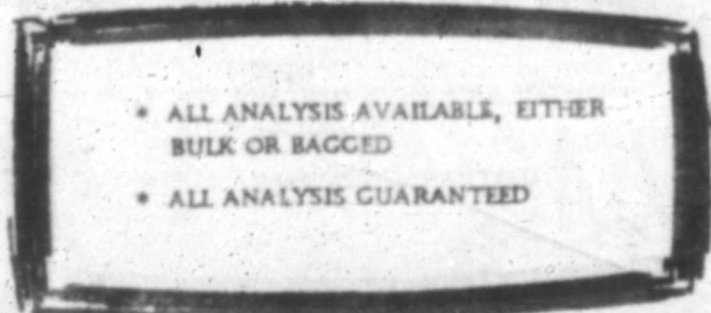 * ALL ANALYSIS AVAILABLE, EITHER
BULK OR BAGGED
* ALL ANALYSIS GUARANTEED